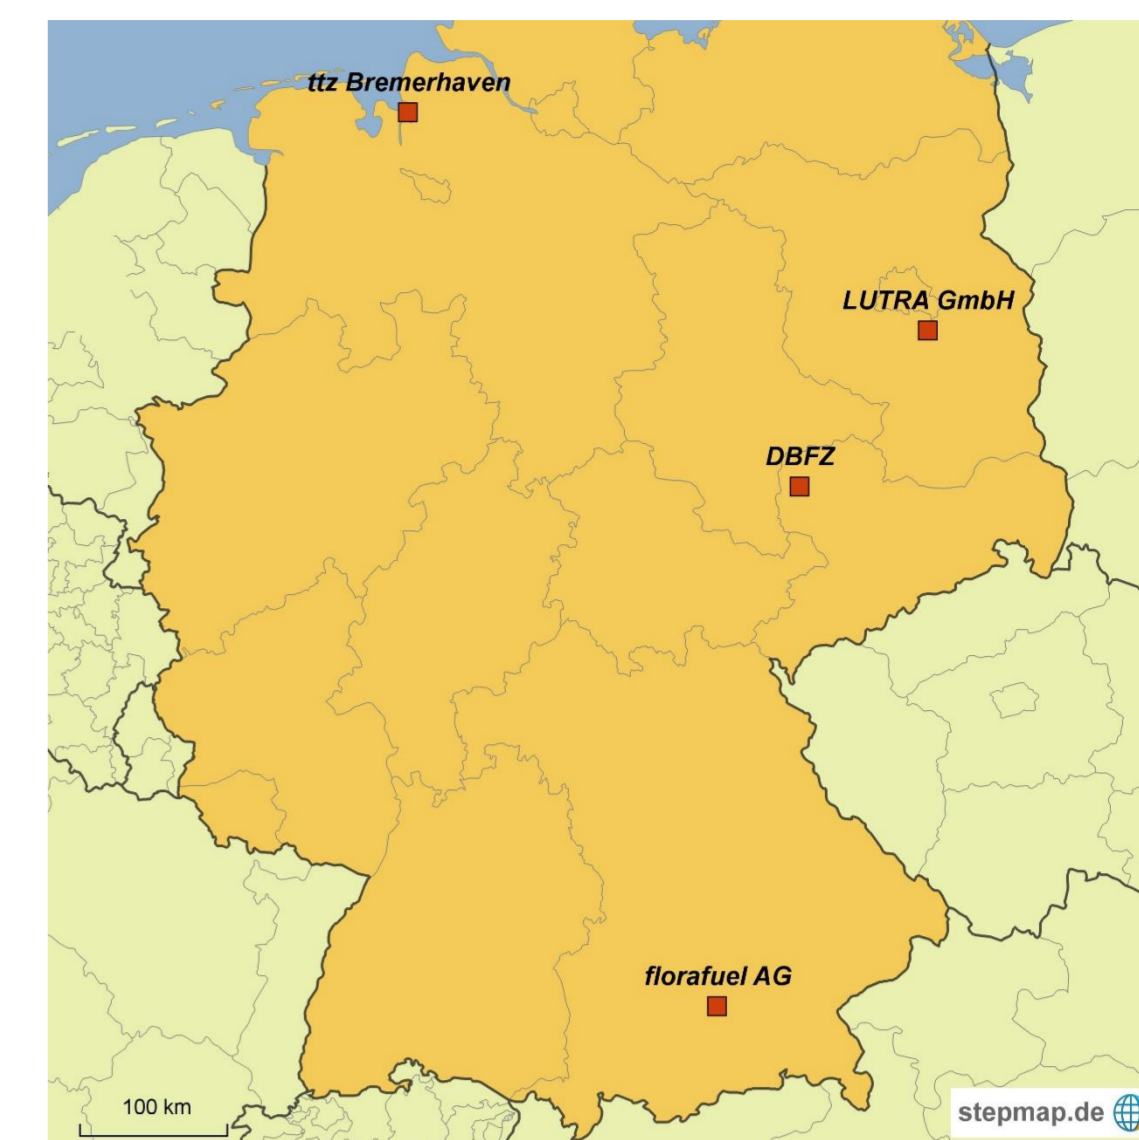 ttz Bremerhaven
LUTRA GmbH
DBFZ
florafuel AG
100 km
stepmap.de